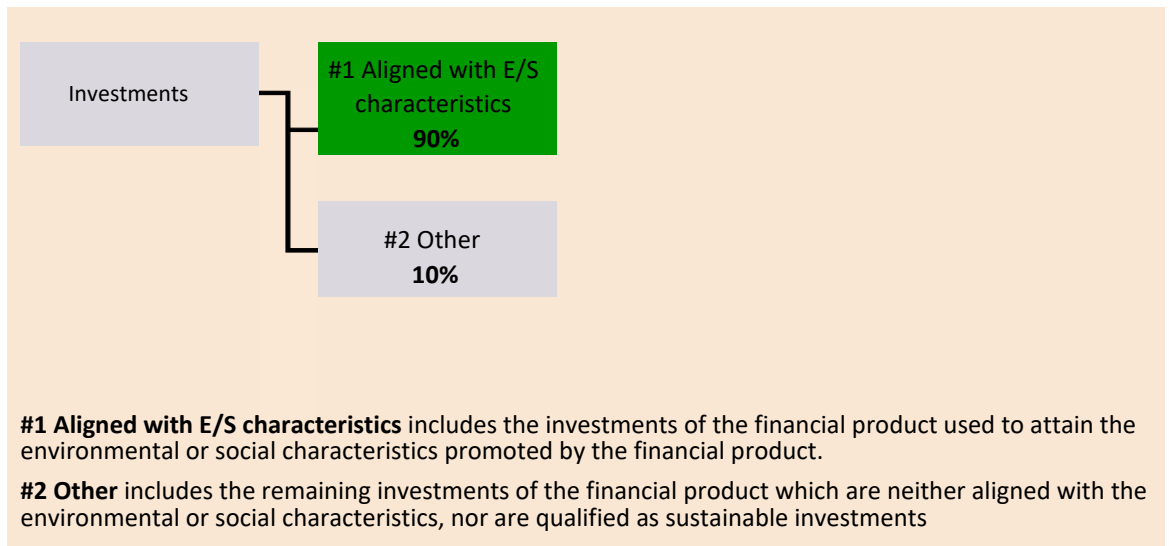 Investments
#1 Aligned with E/S
characteristics
90%
#2 Other
10%
#1 Aligned with E/S characteristics includes the investments of the financial product used to attain the
environmental or social characteristics promoted by the financial product.
#2 Other includes the remaining investments of the financial product which are neither aligned with the
environmental or social characteristics, nor are qualified as sustainable investments